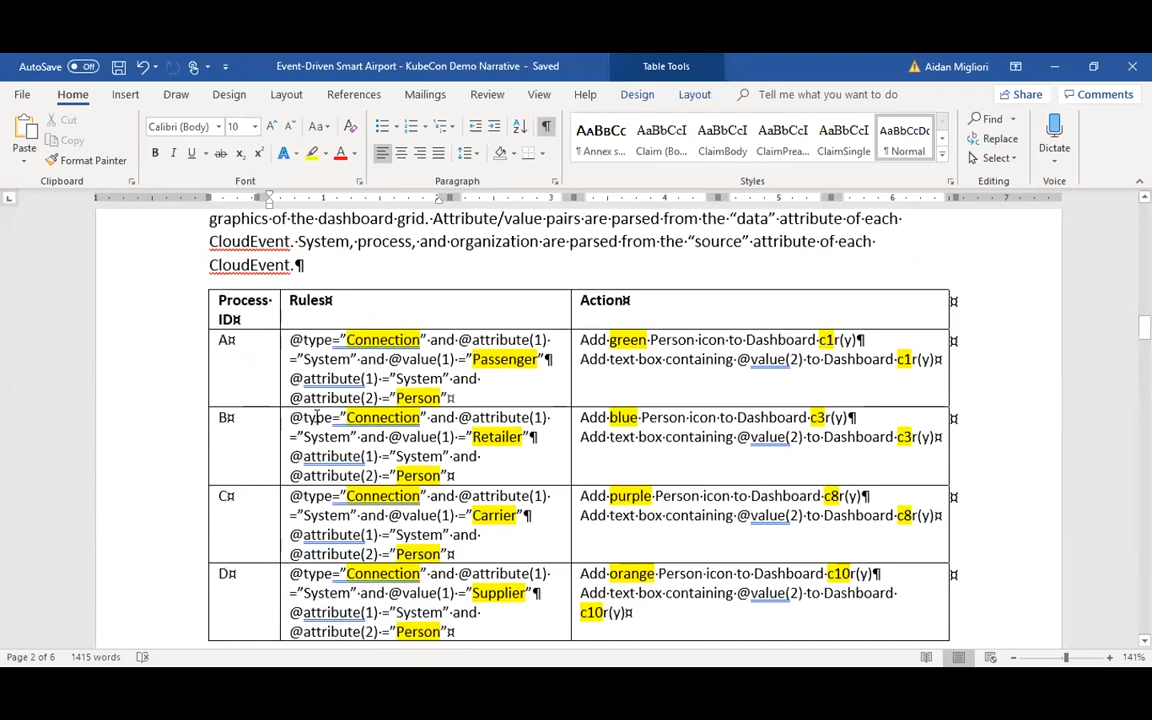 AutoSave Off
Event-Driven Smart Airport - KubeCon Demo Narrative - Saved
Table Tools
Aidan Migliori
File Home Insert Draw Design Layout References Mailings Review View Help Design Layout Tell me what you want to do Share Comments
Paste
Cut
Copy
Format Painter
Clipboard
Calibri (Body) 10
Font
Paragraph
AaBbCc AaBbCcI AaBbCcI AaBbCcI AaBbCcI AaBbCcDc
¶ Annex s... Claim (Bo... ClaimBody ClaimPrea... ClaimSingle ¶ Normal
Styles
Find
Replace
Select
Editing
Dictate
Voice
1 1 3 4 5 6 7
graphics·of·the·dashboard·grid.·Attribute/value·pairs·are·parsed·from·the·“data”·attribute·of·each·
CloudEvent.·System,·process,·and·organization·are·parsed·from·the·“source”·attribute·of·each·
CloudEvent.¶
Process·
ID¤
Rules¤
Action¤
A¤
@type=”Connection”·and·@attribute(1)·
=”System”·and·@value(1)·=”Passenger”¶
@attribute(1)·=”System”·and·
@attribute(2)·=”Person”¤
Add·green·Person·icon·to·Dashboard·c1r(y)¶
Add·text·box·containing·@value(2)·to·Dashboard·c1r(y)¤
B¤
@type=”Connection”·and·@attribute(1)·
=”System”·and·@value(1)·=”Retailer”¶
@attribute(1)·=”System”·and·
@attribute(2)·=”Person”¤
Add·blue·Person·icon·to·Dashboard·c3r(y)¶
Add·text·box·containing·@value(2)·to·Dashboard·c3r(y)¤
C¤
@type=”Connection”·and·@attribute(1)·
=”System”·and·@value(1)·=”Carrier”¶
@attribute(1)·=”System”·and·
@attribute(2)·=”Person”¤
Add·purple·Person·icon·to·Dashboard·c8r(y)¶
Add·text·box·containing·@value(2)·to·Dashboard·c8r(y)¤
D¤
@type=”Connection”·and·@attribute(1)·
=”System”·and·@value(1)·=”Supplier”¶
@attribute(1)·=”System”·and·
@attribute(2)·=”Person”¤
Add·orange·Person·icon·to·Dashboard·c10r(y)¶
Add·text·box·containing·@value(2)·to·Dashboard·
c10r(y)¤
Page 2 of 6 1415 words 141%